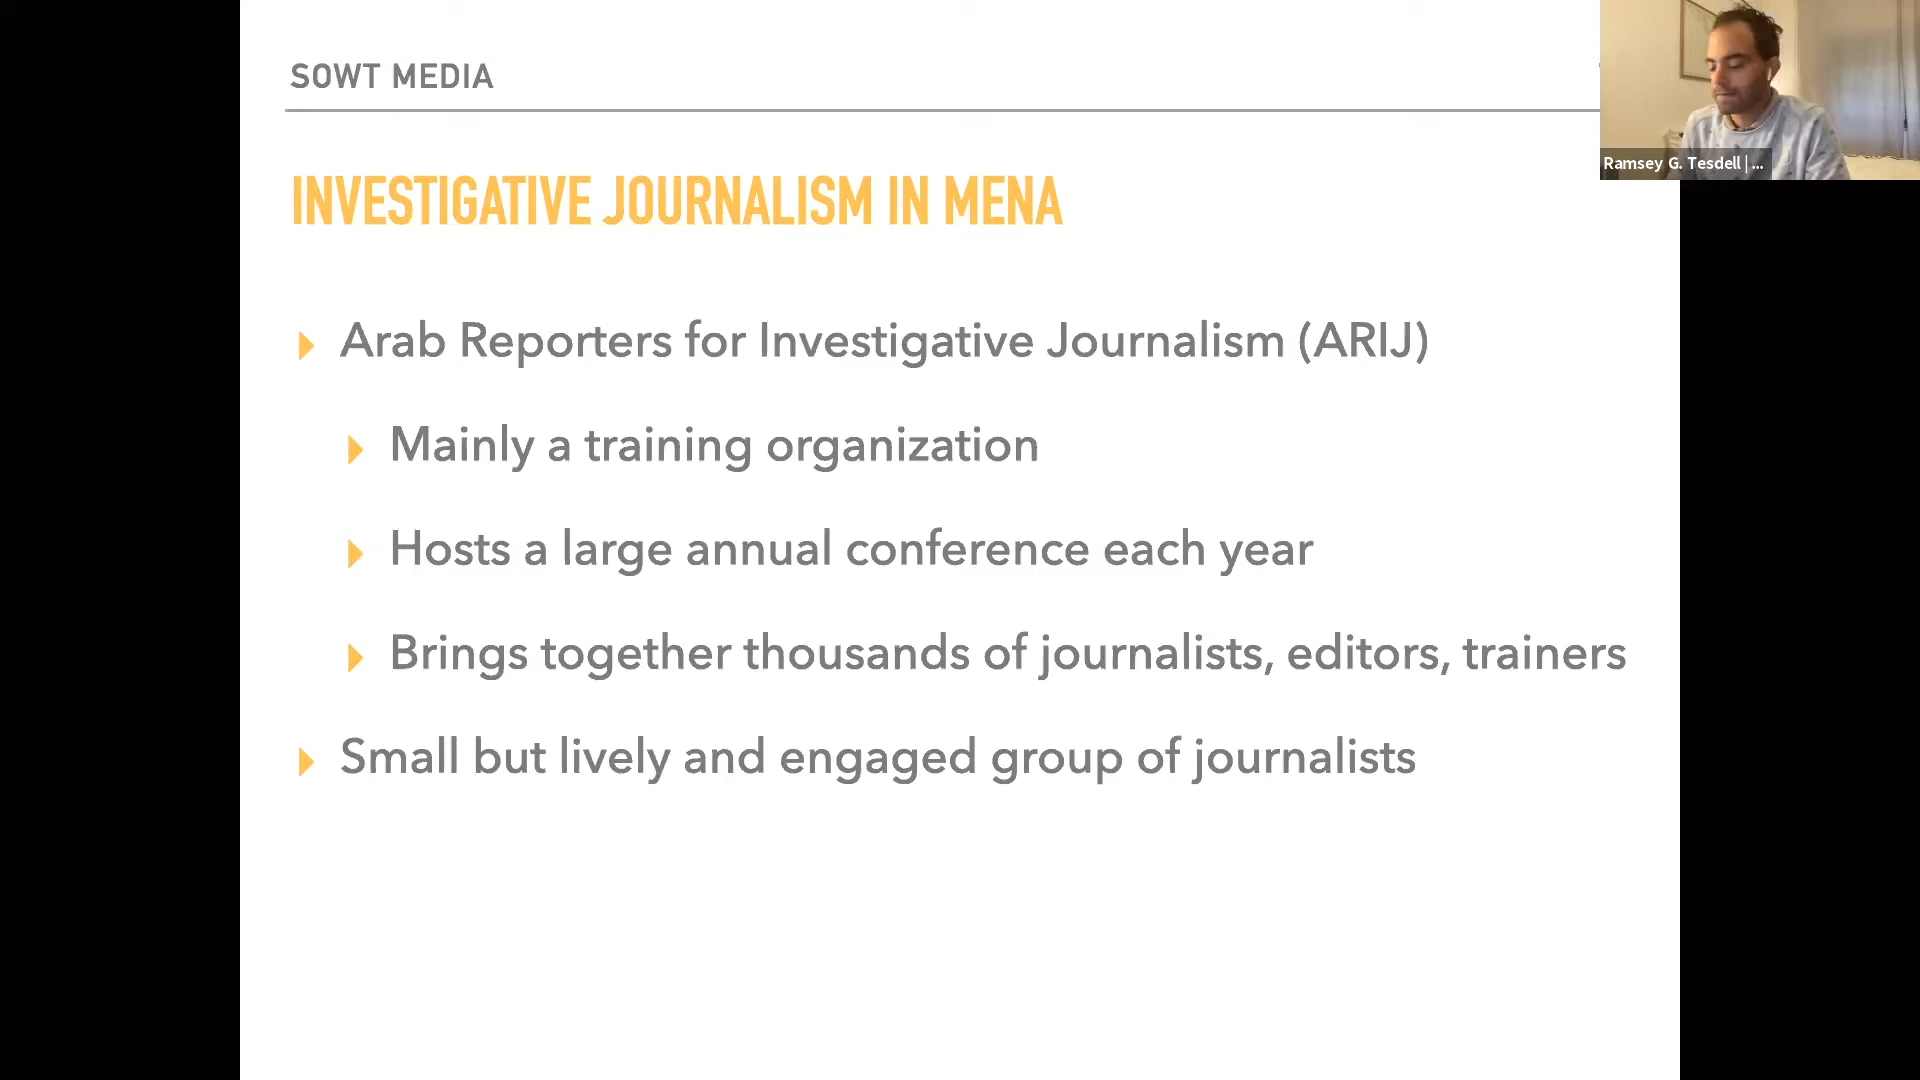 SOWT MEDIA
INVESTIGATIVE JOURNALISM IN MENA
Arab Reporters for Investigative Journalism (ARIJ)
Mainly a training organization
Hosts a large annual conference each year
Brings together thousands of journalists, editors, trainers
Small but lively and engaged group of journalists
Ramsey G. Tesdell | ...